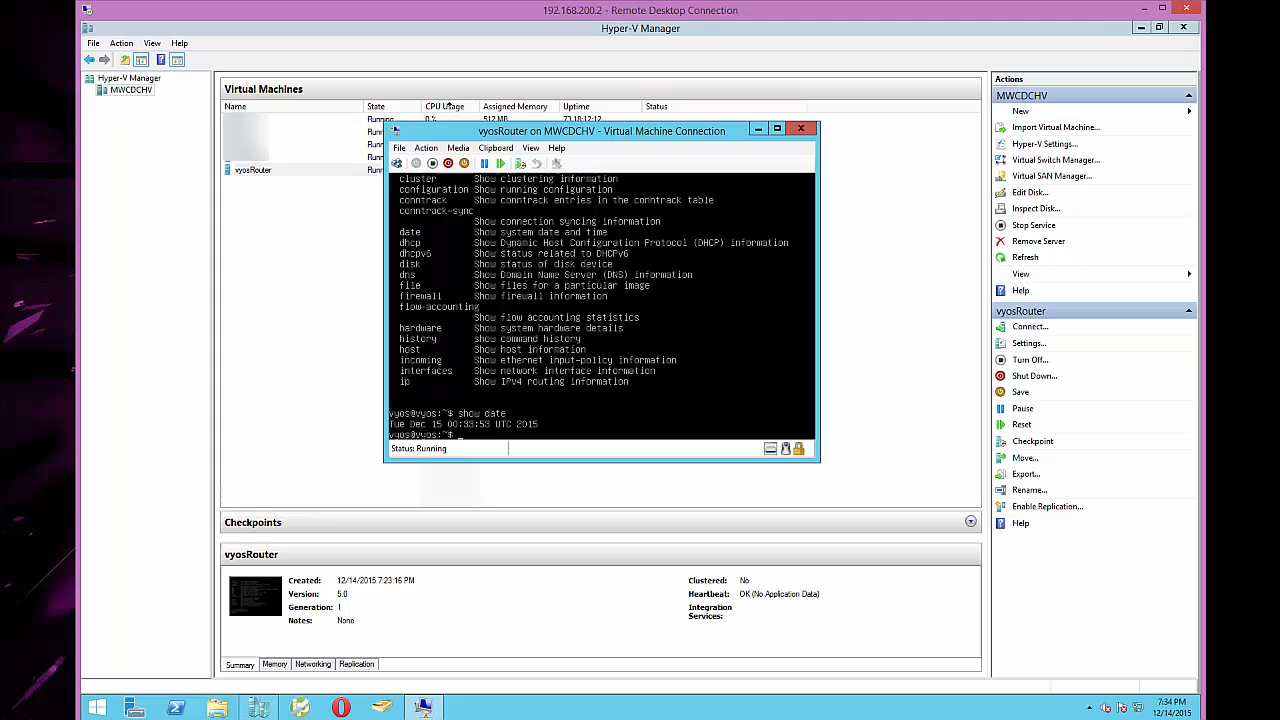 192.168.200.2 - Remote Desktop Connection
Hyper-V Manager
File Action View Help
Hyper-V Manager
MWCDCHV
Virtual Machines
Name State CPU Usage Assigned Memory Uptime Status
Running 0 % 512 MB 73.18:12:12
vyosRouter
vyosRouter on MWCDCHV - Virtual Machine Connection
File Action Media Clipboard View Help
cluster Show clustering information
configuration Show running configuration
conntrack Show conntrack entries in the conntrack table
conntrack-sync
Show connection syncing information
date Show system date and time
dhcp Show Dynamic Host Configuration Protocol (DHCP) information
dhcpv6 Show status related to DHCPv6
disk Show status of disk device
dns Show Domain Name Server (DNS) information
file Show files for a particular image
firewall Show firewall information
flow-accounting
Show flow accounting statistics
hardware Show system hardware details
history show command history
host Show host information
incoming Show ethernet input-policy information
interfaces Show network interface information
ip Show IPv4 routing information
vyos@vyos:~$ show date
Tue Dec 15 00:33:53 UTC 2015
vyos@vyos:~$ _
Status: Running
Checkpoints
vyosRouter
Created: 12/14/2015 7:23:16 PM
Version: 5.0
Generation: 1
Notes: None
Clustered: No
Heartbeat: OK (No Application Data)
Integration
Services:
Summary Memory Networking Replication
Actions
MWCDCHV
New
Import Virtual Machine...
Hyper-V Settings...
Virtual Switch Manager...
Virtual SAN Manager...
Edit Disk...
Inspect Disk...
Stop Service
Remove Server
Refresh
View
Help
vyosRouter
Connect...
Settings...
Turn Off...
Shut Down...
Save
Pause
Reset
Checkpoint
Move...
Export...
Rename...
Enable Replication...
Help
7:34 PM
12/14/2015